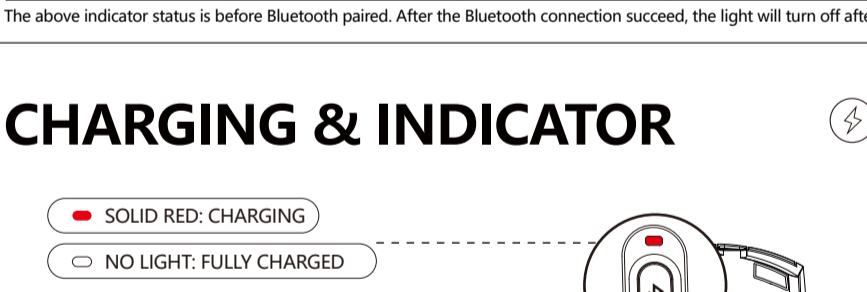 The above indicator status is before Bluetooth paired. After the Bluetooth connection succeed, the light will turn off
CHARGING & INDICATOR
SOLID RED: CHARGING
NO LIGHT: FULLY CHARGED